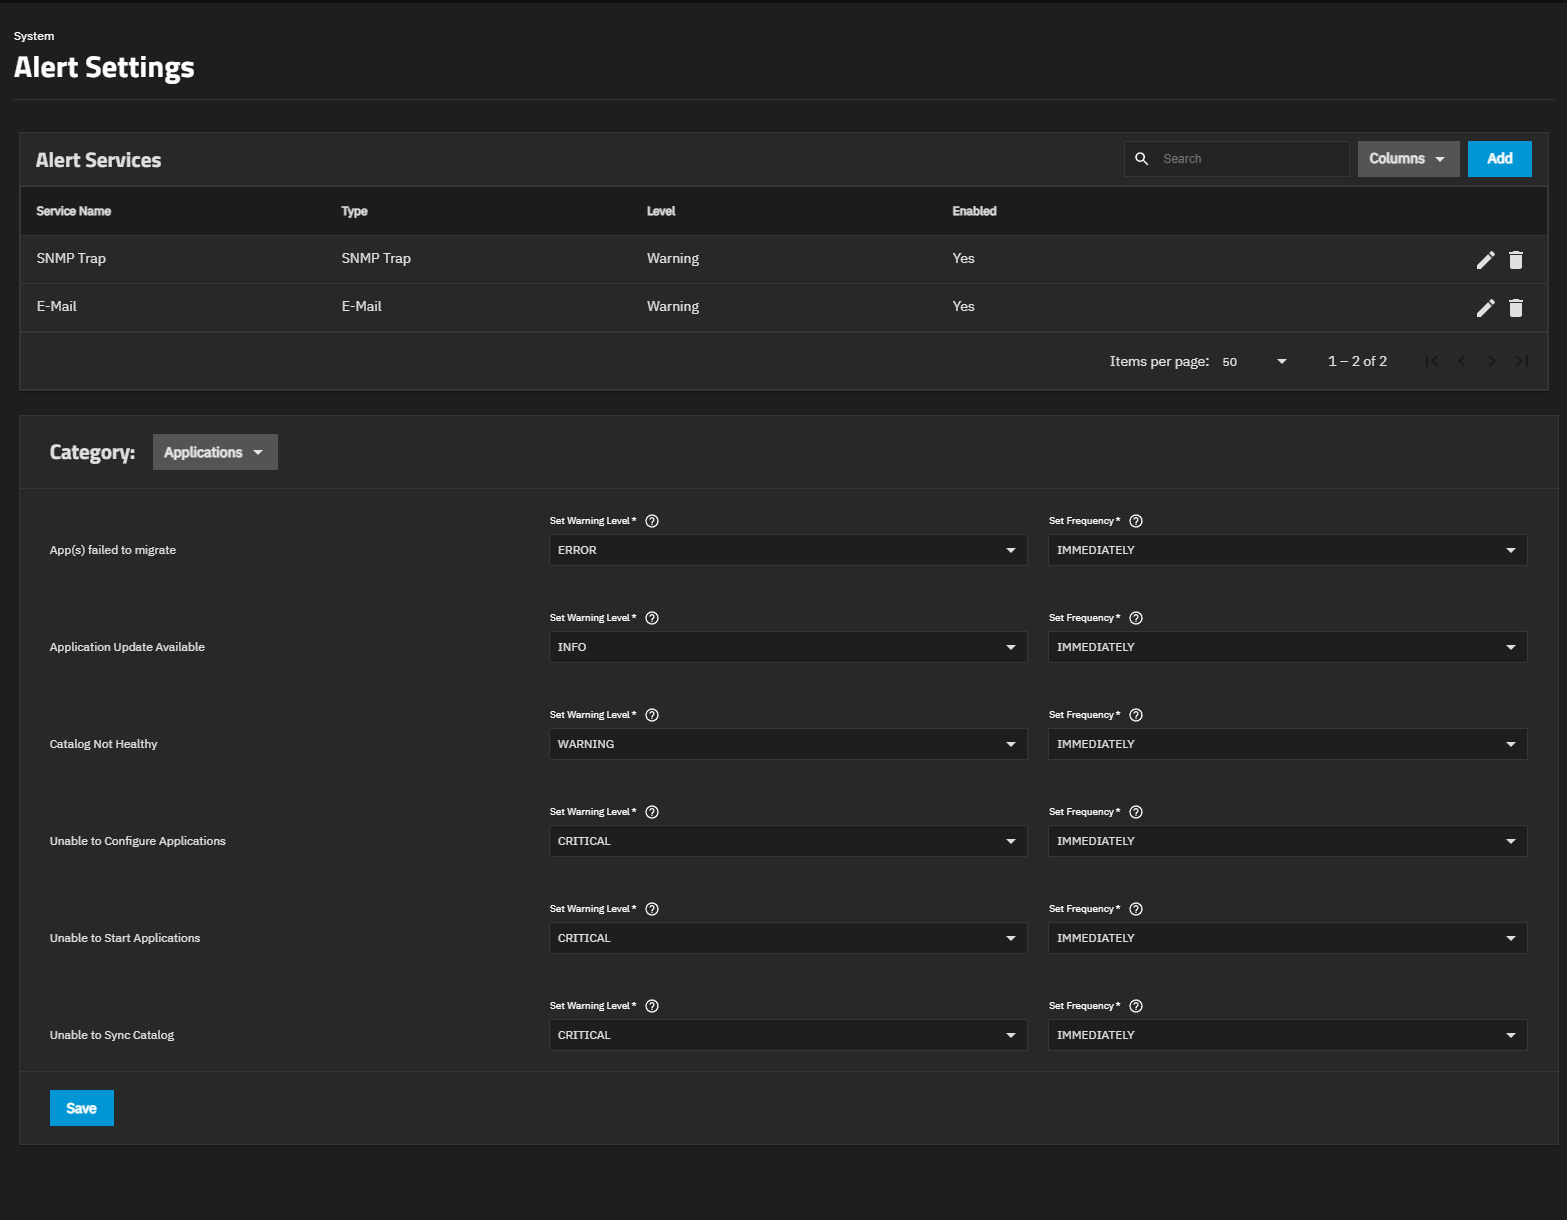 System
Alert Settings
Alert Services
Search
Columns
Add
Service Name Type Level Enabled
SNMP Trap SNMP Trap Warning Yes
E-Mail E-Mail Warning Yes
Items per page: 50 1 – 2 of 2
Category: Applications
Set Warning Level * Set Frequency *
App(s) failed to migrate ERROR IMMEDIATELY
Set Warning Level * Set Frequency *
Application Update Available INFO IMMEDIATELY
Set Warning Level * Set Frequency *
Catalog Not Healthy WARNING IMMEDIATELY
Set Warning Level * Set Frequency *
Unable to Configure Applications CRITICAL IMMEDIATELY
Set Warning Level * Set Frequency *
Unable to Start Applications CRITICAL IMMEDIATELY
Set Warning Level * Set Frequency *
Unable to Sync Catalog CRITICAL IMMEDIATELY
Save